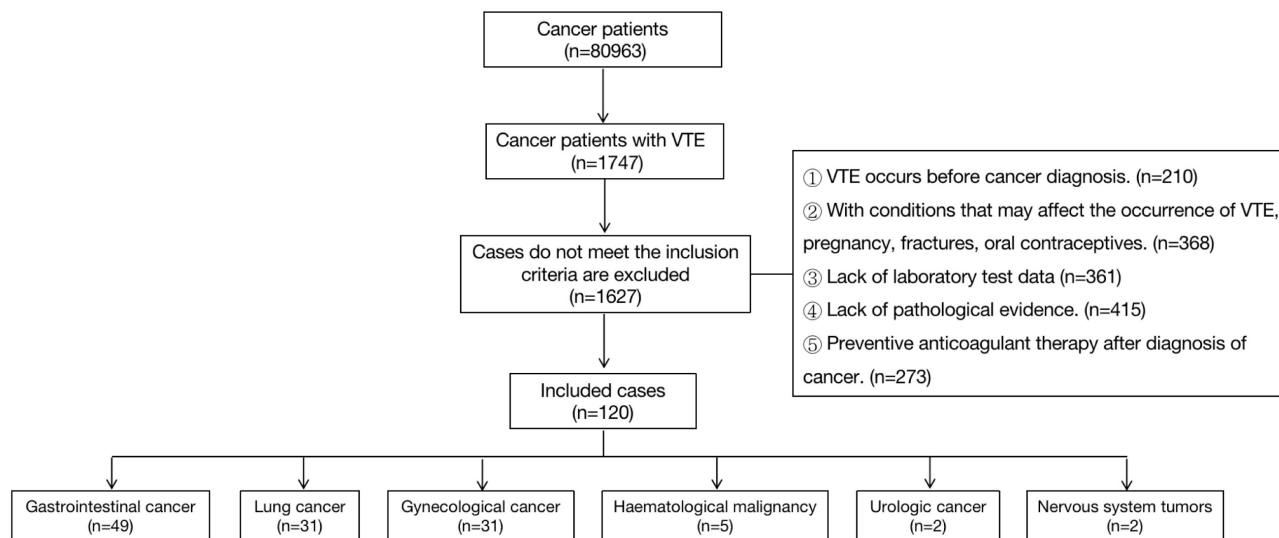 Cancer patients
(n=80963)
Cancer patients with VTE
(n=1747)
Cases do not meet the inclusion
criteria are excluded
(n=1627)
① VTE occurs before cancer diagnosis. (n=210)
② With conditions that may affect the occurrence of VTE,
pregnancy, fractures, oral contraceptives. (n=368)
③ Lack of laboratory test data (n=361)
④ Lack of pathological evidence. (n=415)
⑤ Preventive anticoagulant therapy after diagnosis of
cancer. (n=273)
Included cases
(n=120)
Gastrointestinal cancer
(n=49)
Lung cancer
(n=31)
Gynecological cancer
(n=31)
Haematological malignancy
(n=5)
Urologic cancer
(n=2)
Nervous system tumors
(n=2)